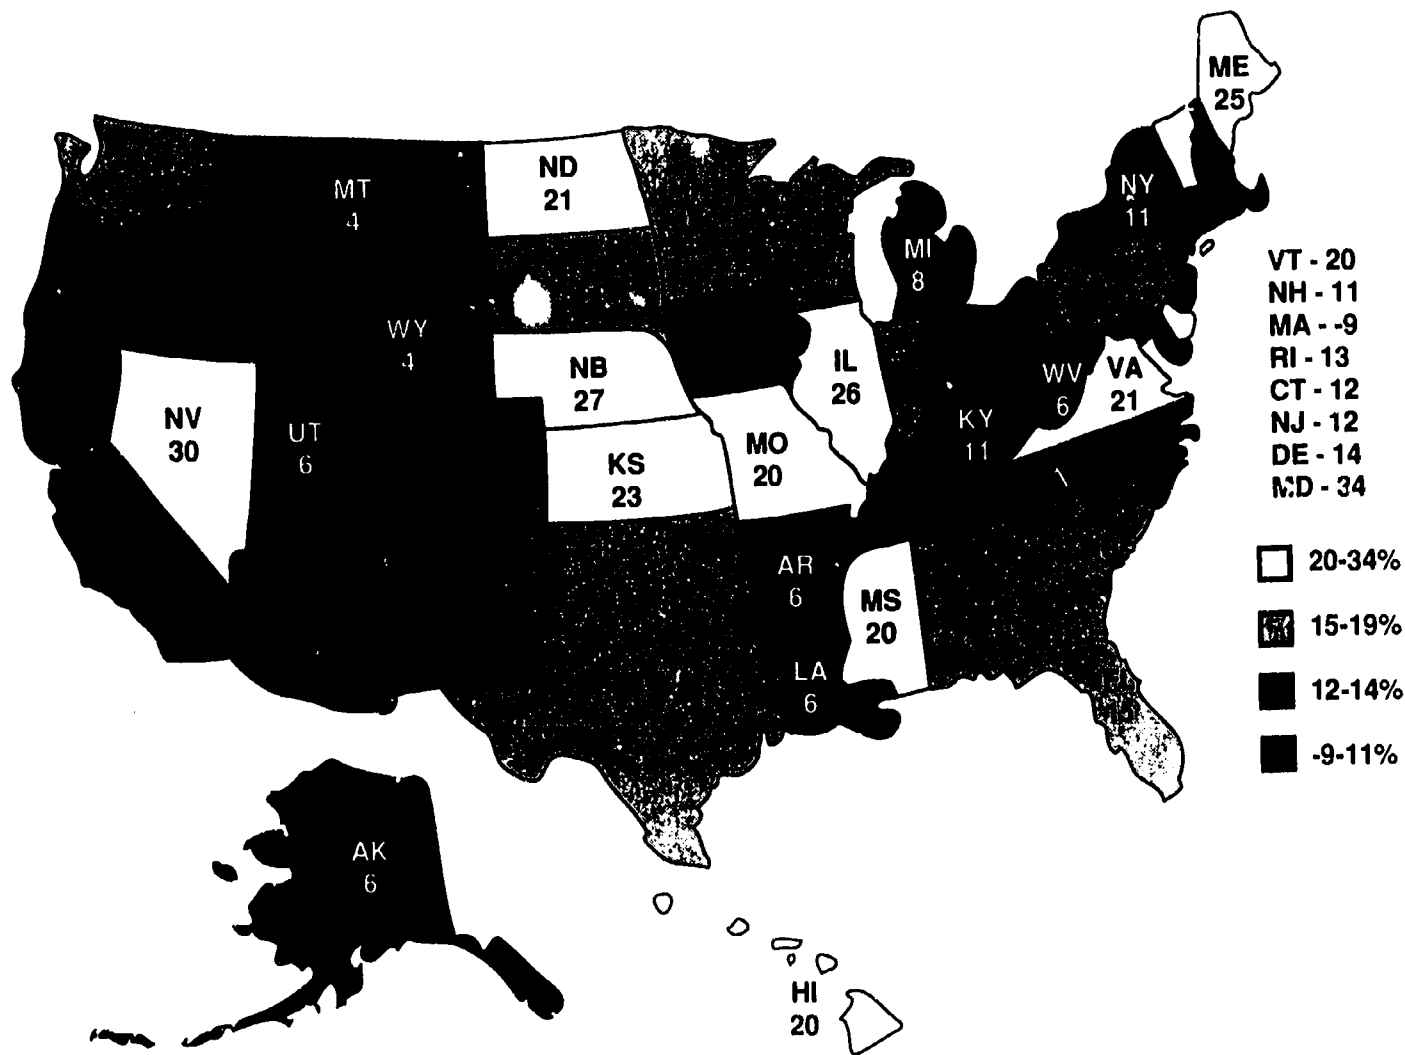 ME
25
ND
21
MT
4
NY
11
MI
8
VT - 20
NH - 11
MA - -9
RI - 13
CT - 12
NJ - 12
DE - 14
MD - 34
WY
4
NB
27
IL
26
WV
6
VA
21
NV
30
UT
6
KY
11
MO
20
KS
23
20-34%
AR
6
MS
20
15-19%
LA
6
12-14%
-9-11%
AK
6
HI
20